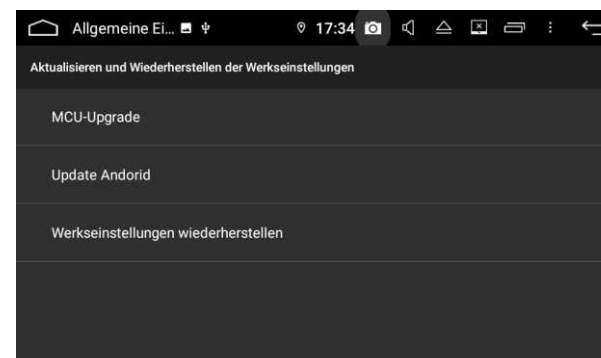 Allgemeine Ei... 17:34
Aktualisieren und Wiederherstellen der Werkseinstellungen
MCU-Upgrade
Update Andorid
Werkseinstellungen wiederherstellen